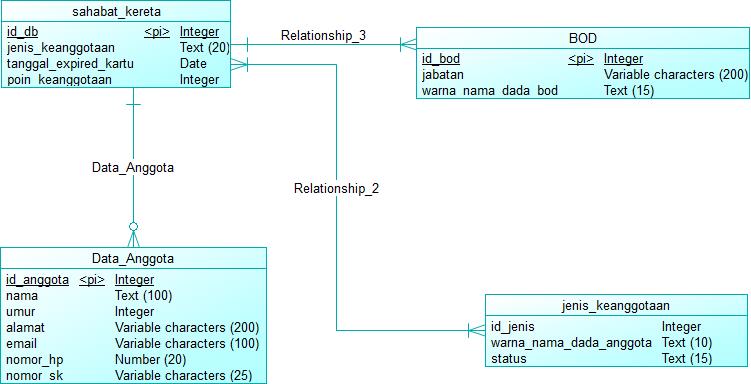 sahabat_kereta
id_db <pi> Integer
jenis_keanggotaan Text (20)
tanggal_expired_kartu Date
poin_keanggotaan Integer
Relationship_3
BOD
id_bod <pi> Integer
jabatan Variable characters (200)
warna_nama_dada_bod Text (15)
Data_Anggota
Relationship_2
Data_Anggota
id_anggota <pi> Integer
nama Text (100)
umur Integer
alamat Variable characters (200)
email Variable characters (100)
nomor_hp Number (20)
nomor_sk Variable characters (25)
jenis_keanggotaan
id_jenis Integer
warna_nama_dada_anggota Text (10)
status Text (15)